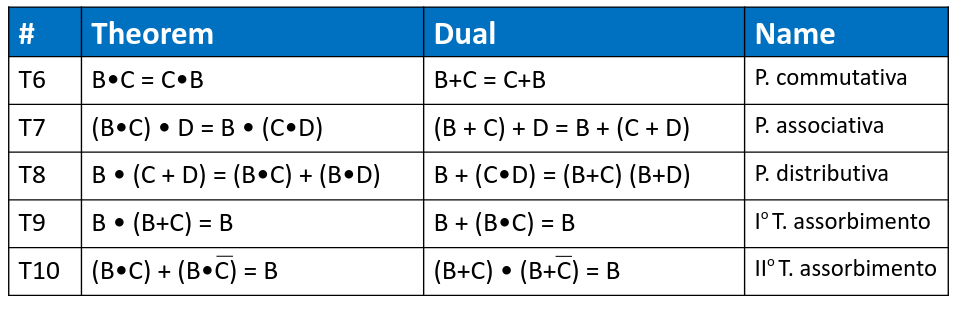 # Theorem Dual Name
T6 B•C = C•B B+C = C+B P. commutativa
T7 (B•C) • D = B • (C•D) (B + C) + D = B + (C + D) P. associativa
T8 B • (C + D) = (B•C) + (B•D) B + (C•D) = (B+C) (B+D) P. distributiva
T9 B • (B+C) = B B + (B•C) = B I° T. assorbimento
T10 (B•C) + (B•C̅) = B (B+C) • (B+C̅) = B II° T. assorbimento